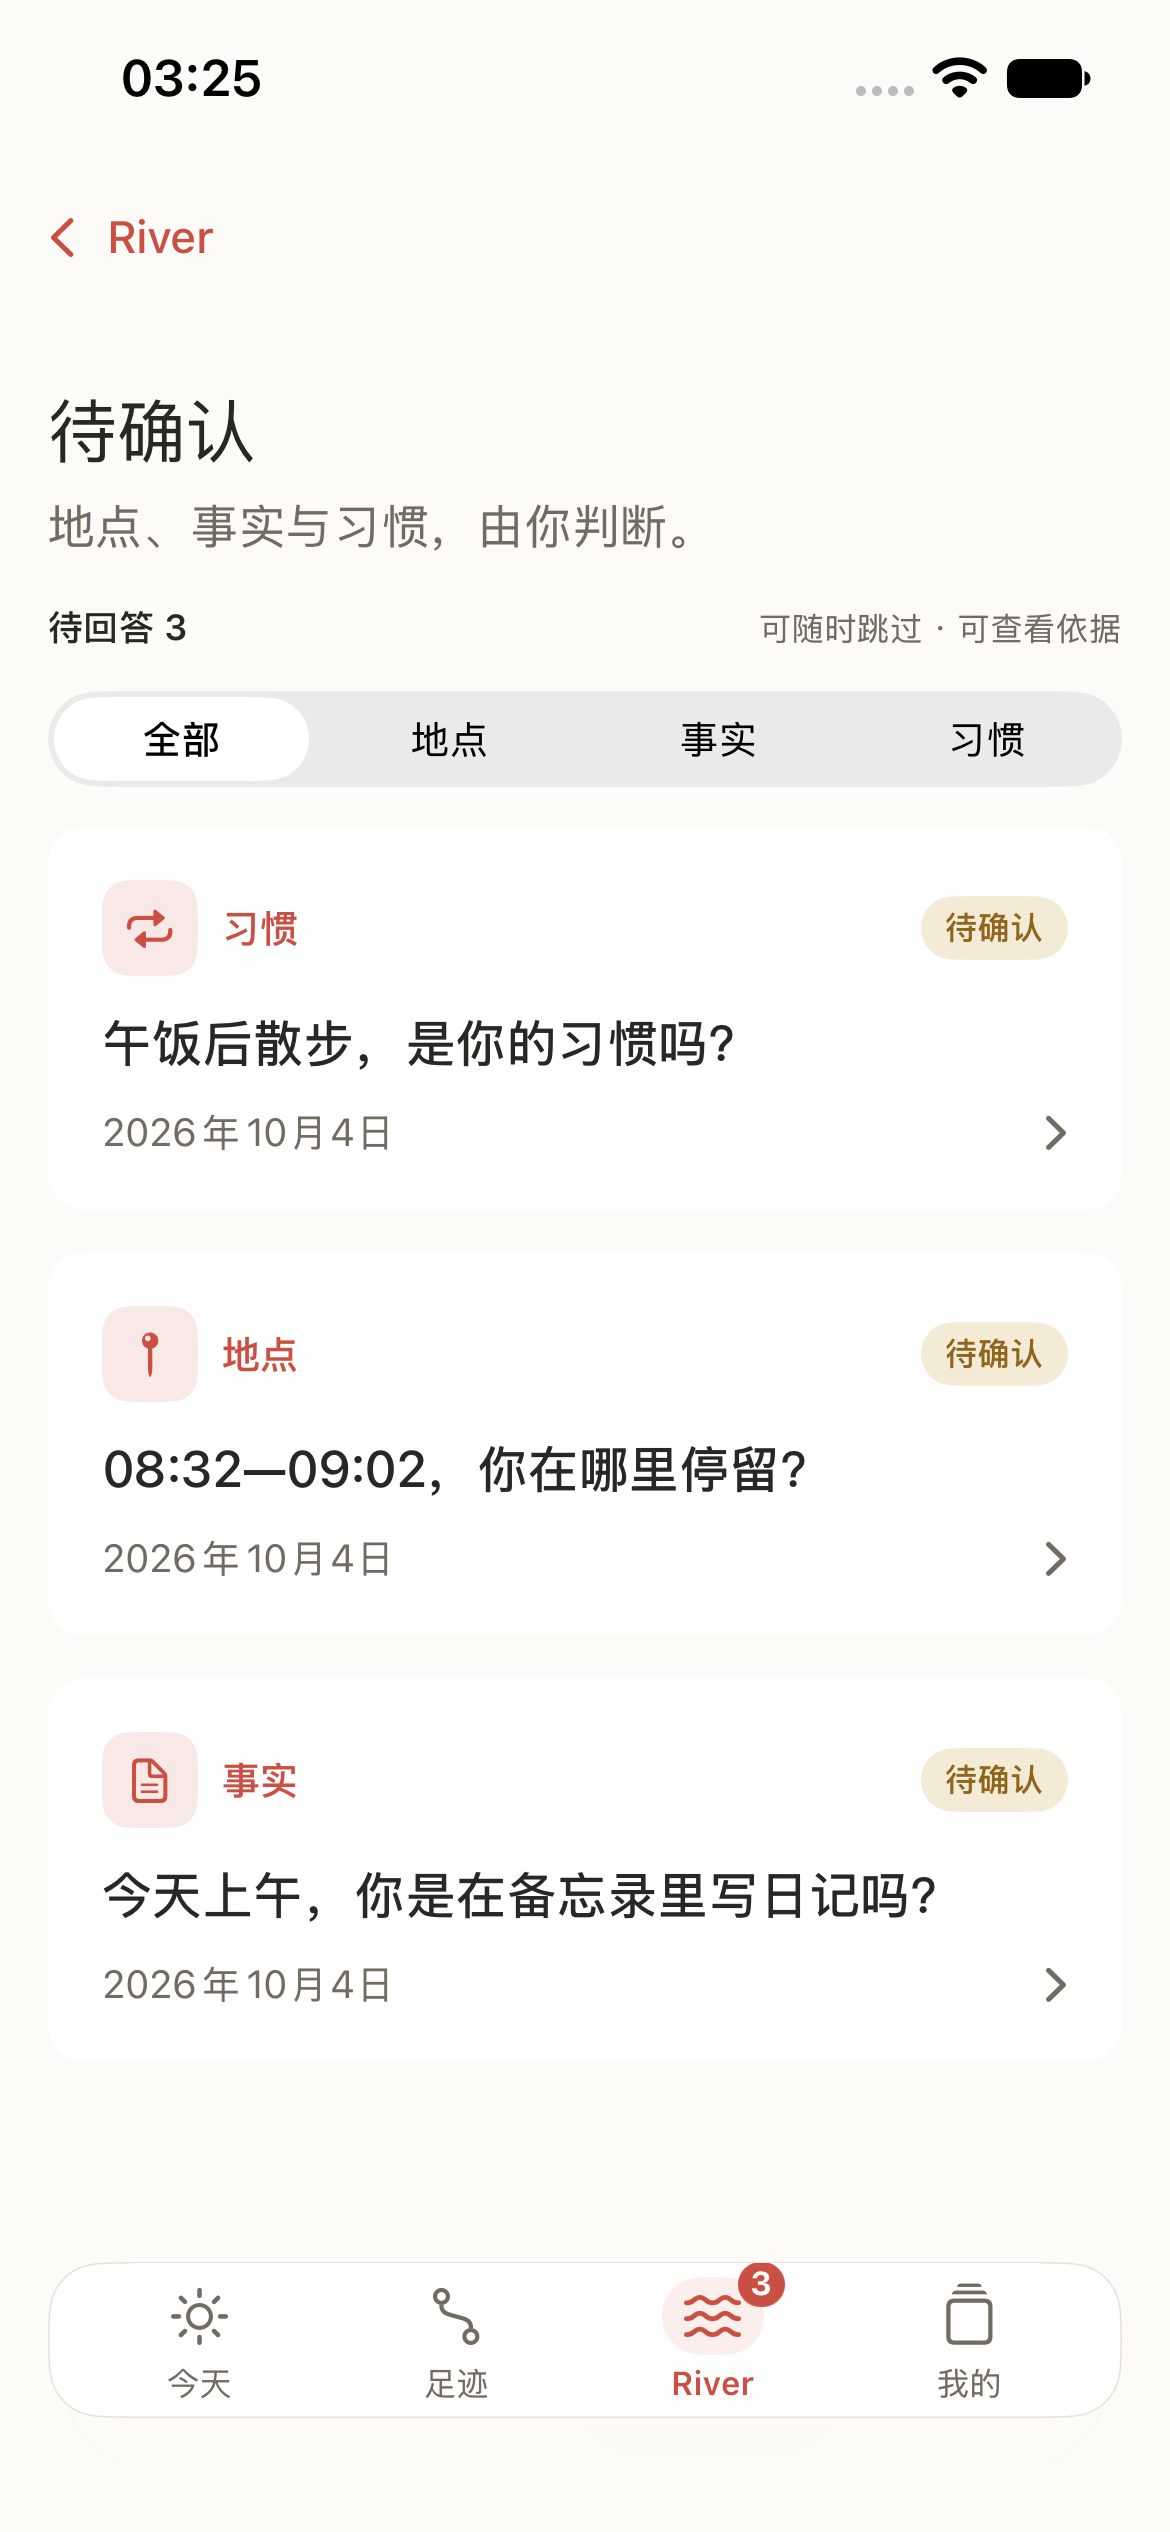 03:25
River
待确认
地点、事实与习惯，由你判断。
待回答 3
可随时跳过 · 可查看依据
全部
地点
事实
习惯
习惯
待确认
午饭后散步，是你的习惯吗?
2026年10月4日
地点
待确认
08:32—09:02，你在哪里停留?
2026年10月4日
事实
待确认
今天上午，你是在备忘录里写日记吗?
2026年10月4日
3
今天
足迹
River
我的